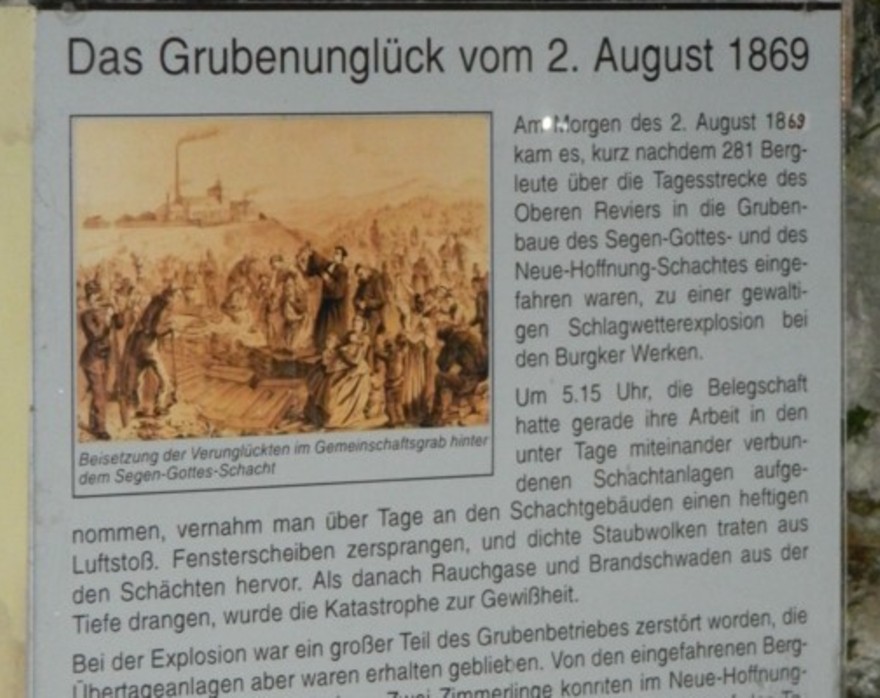 Das Grubenunglück vom 2. August 1869
Am Morgen des 2. August 1869
kam es, kurz nachdem 281 Berg-
leute über die Tagesstrecke des
Oberen Reviers in die Gruben-
baue des Segen-Gottes- und des
Neue-Hoffnung-Schachtes einge-
fahren waren, zu einer gewalti-
gen Schlagwetterexplosion bei
den Burgker Werken.
Um 5.15 Uhr, die Belegschaft
hatte gerade ihre Arbeit in den
unter Tage miteinander verbun-
denen Schachtanlagen aufge-
Beisetzung der Verunglückten im Gemeinschaftsgrab hinter
dem Segen-Gottes-Schacht
nommen, vernahm man über Tage an den Schachtgebäuden einen heftigen
Luftstoß. Fensterscheiben zersprangen, und dichte Staubwolken traten aus
den Schächten hervor. Als danach Rauchgase und Brandschwaden aus der
Tiefe drangen, wurde die Katastrophe zur Gewißheit.
Bei der Explosion war ein großer Teil des Grubenbetriebes zerstört worden, die
Übertageanlagen aber waren erhalten geblieben. Von den eingefahrenen Berg-
Zwei Zimmerlinge konnten im Neue-Hoffnung-